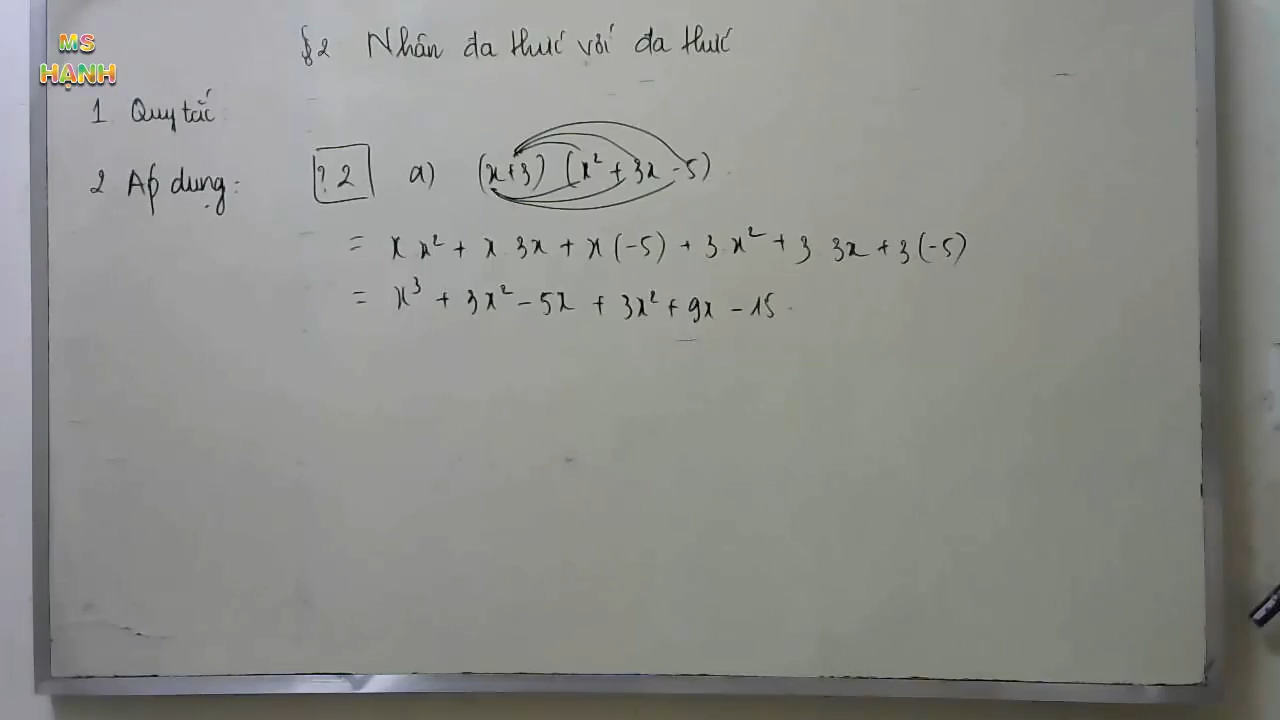 MS
HẠNH
§2 Nhân đa thức với đa thức
1 Quy tắc
2 Áp dụng: ?2 a) (x+3) (x² + 3x - 5)
= x x² + x . 3x + x (-5) + 3 . x² + 3 3x + 3 (-5)
= x³ + 3x² - 5x + 3x² + 9x - 15